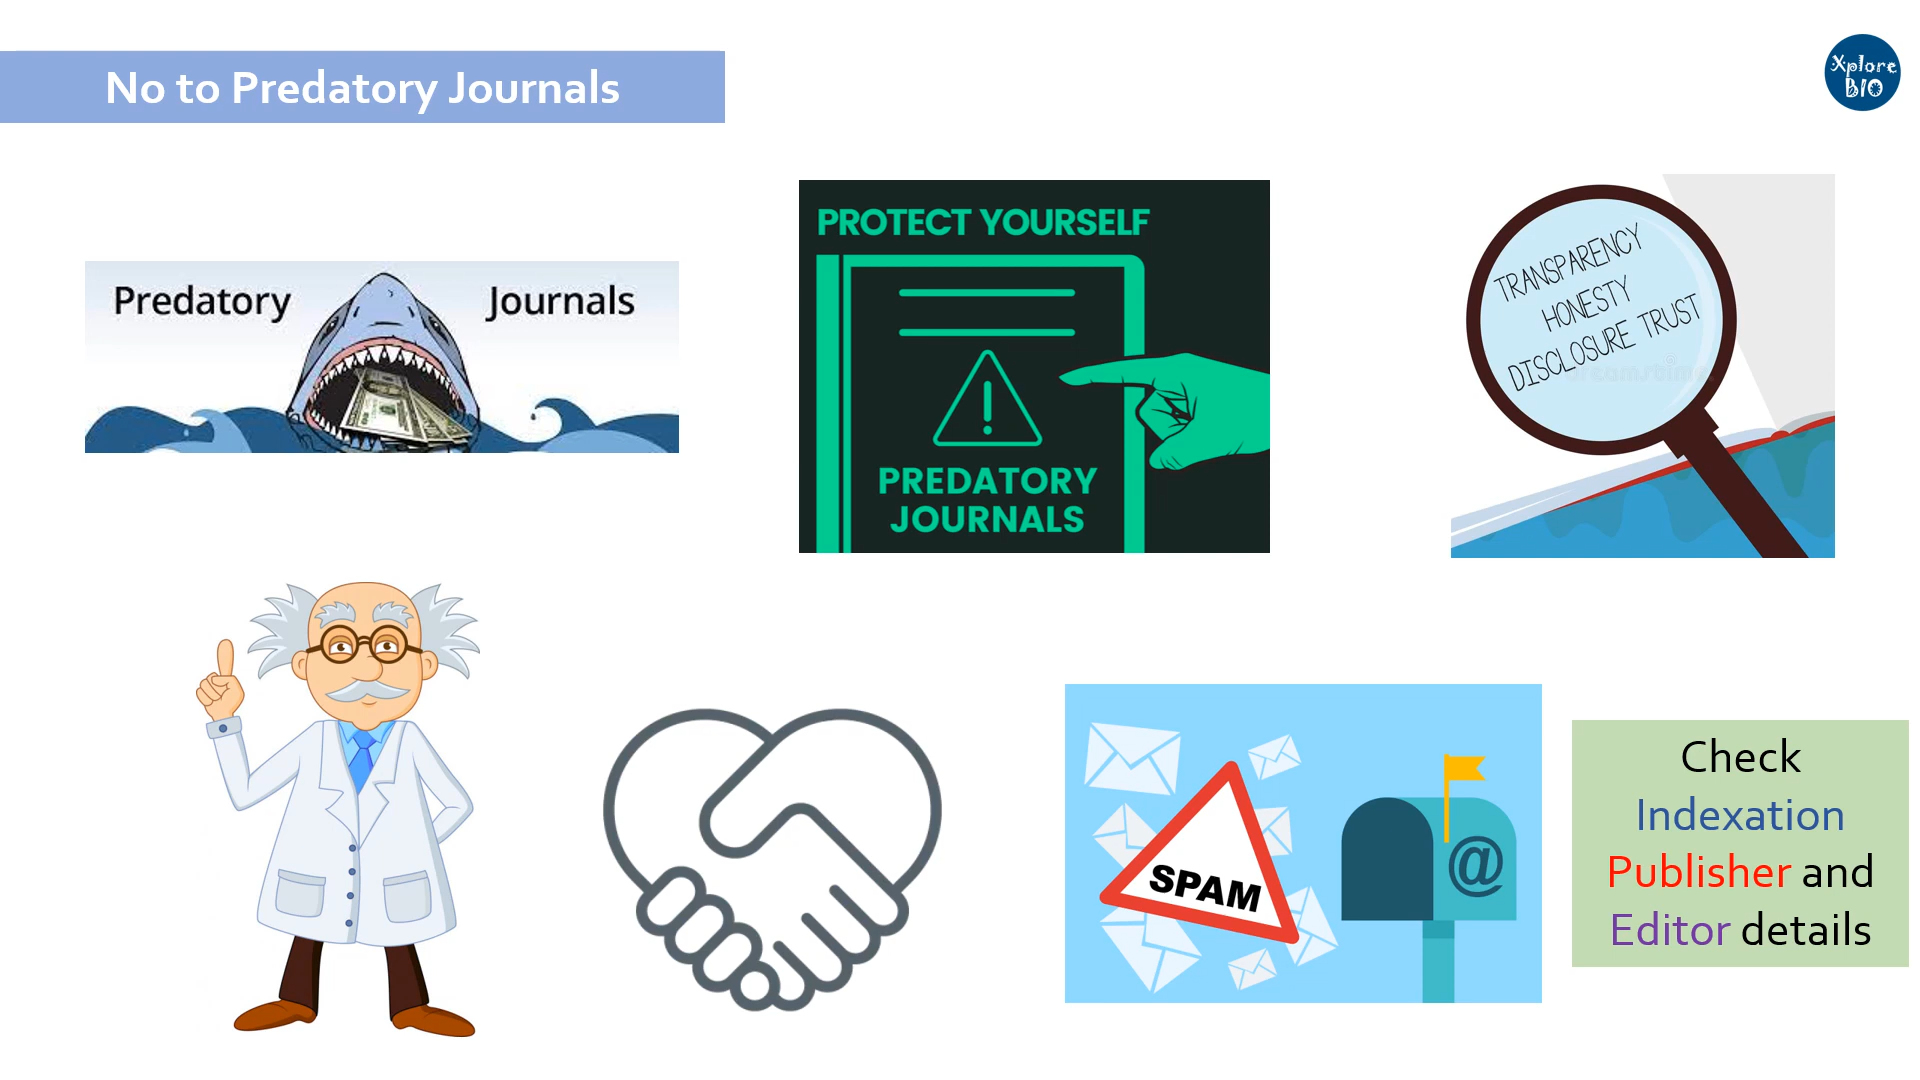 No to Predatory Journals
Xplore
BIO
Predatory Journals
PROTECT YOURSELF
PREDATORY
JOURNALS
TRANSPARENCY
HONESTY
DISCLOSURE TRUST
SPAM
@
Check
Indexation
Publisher and
Editor details